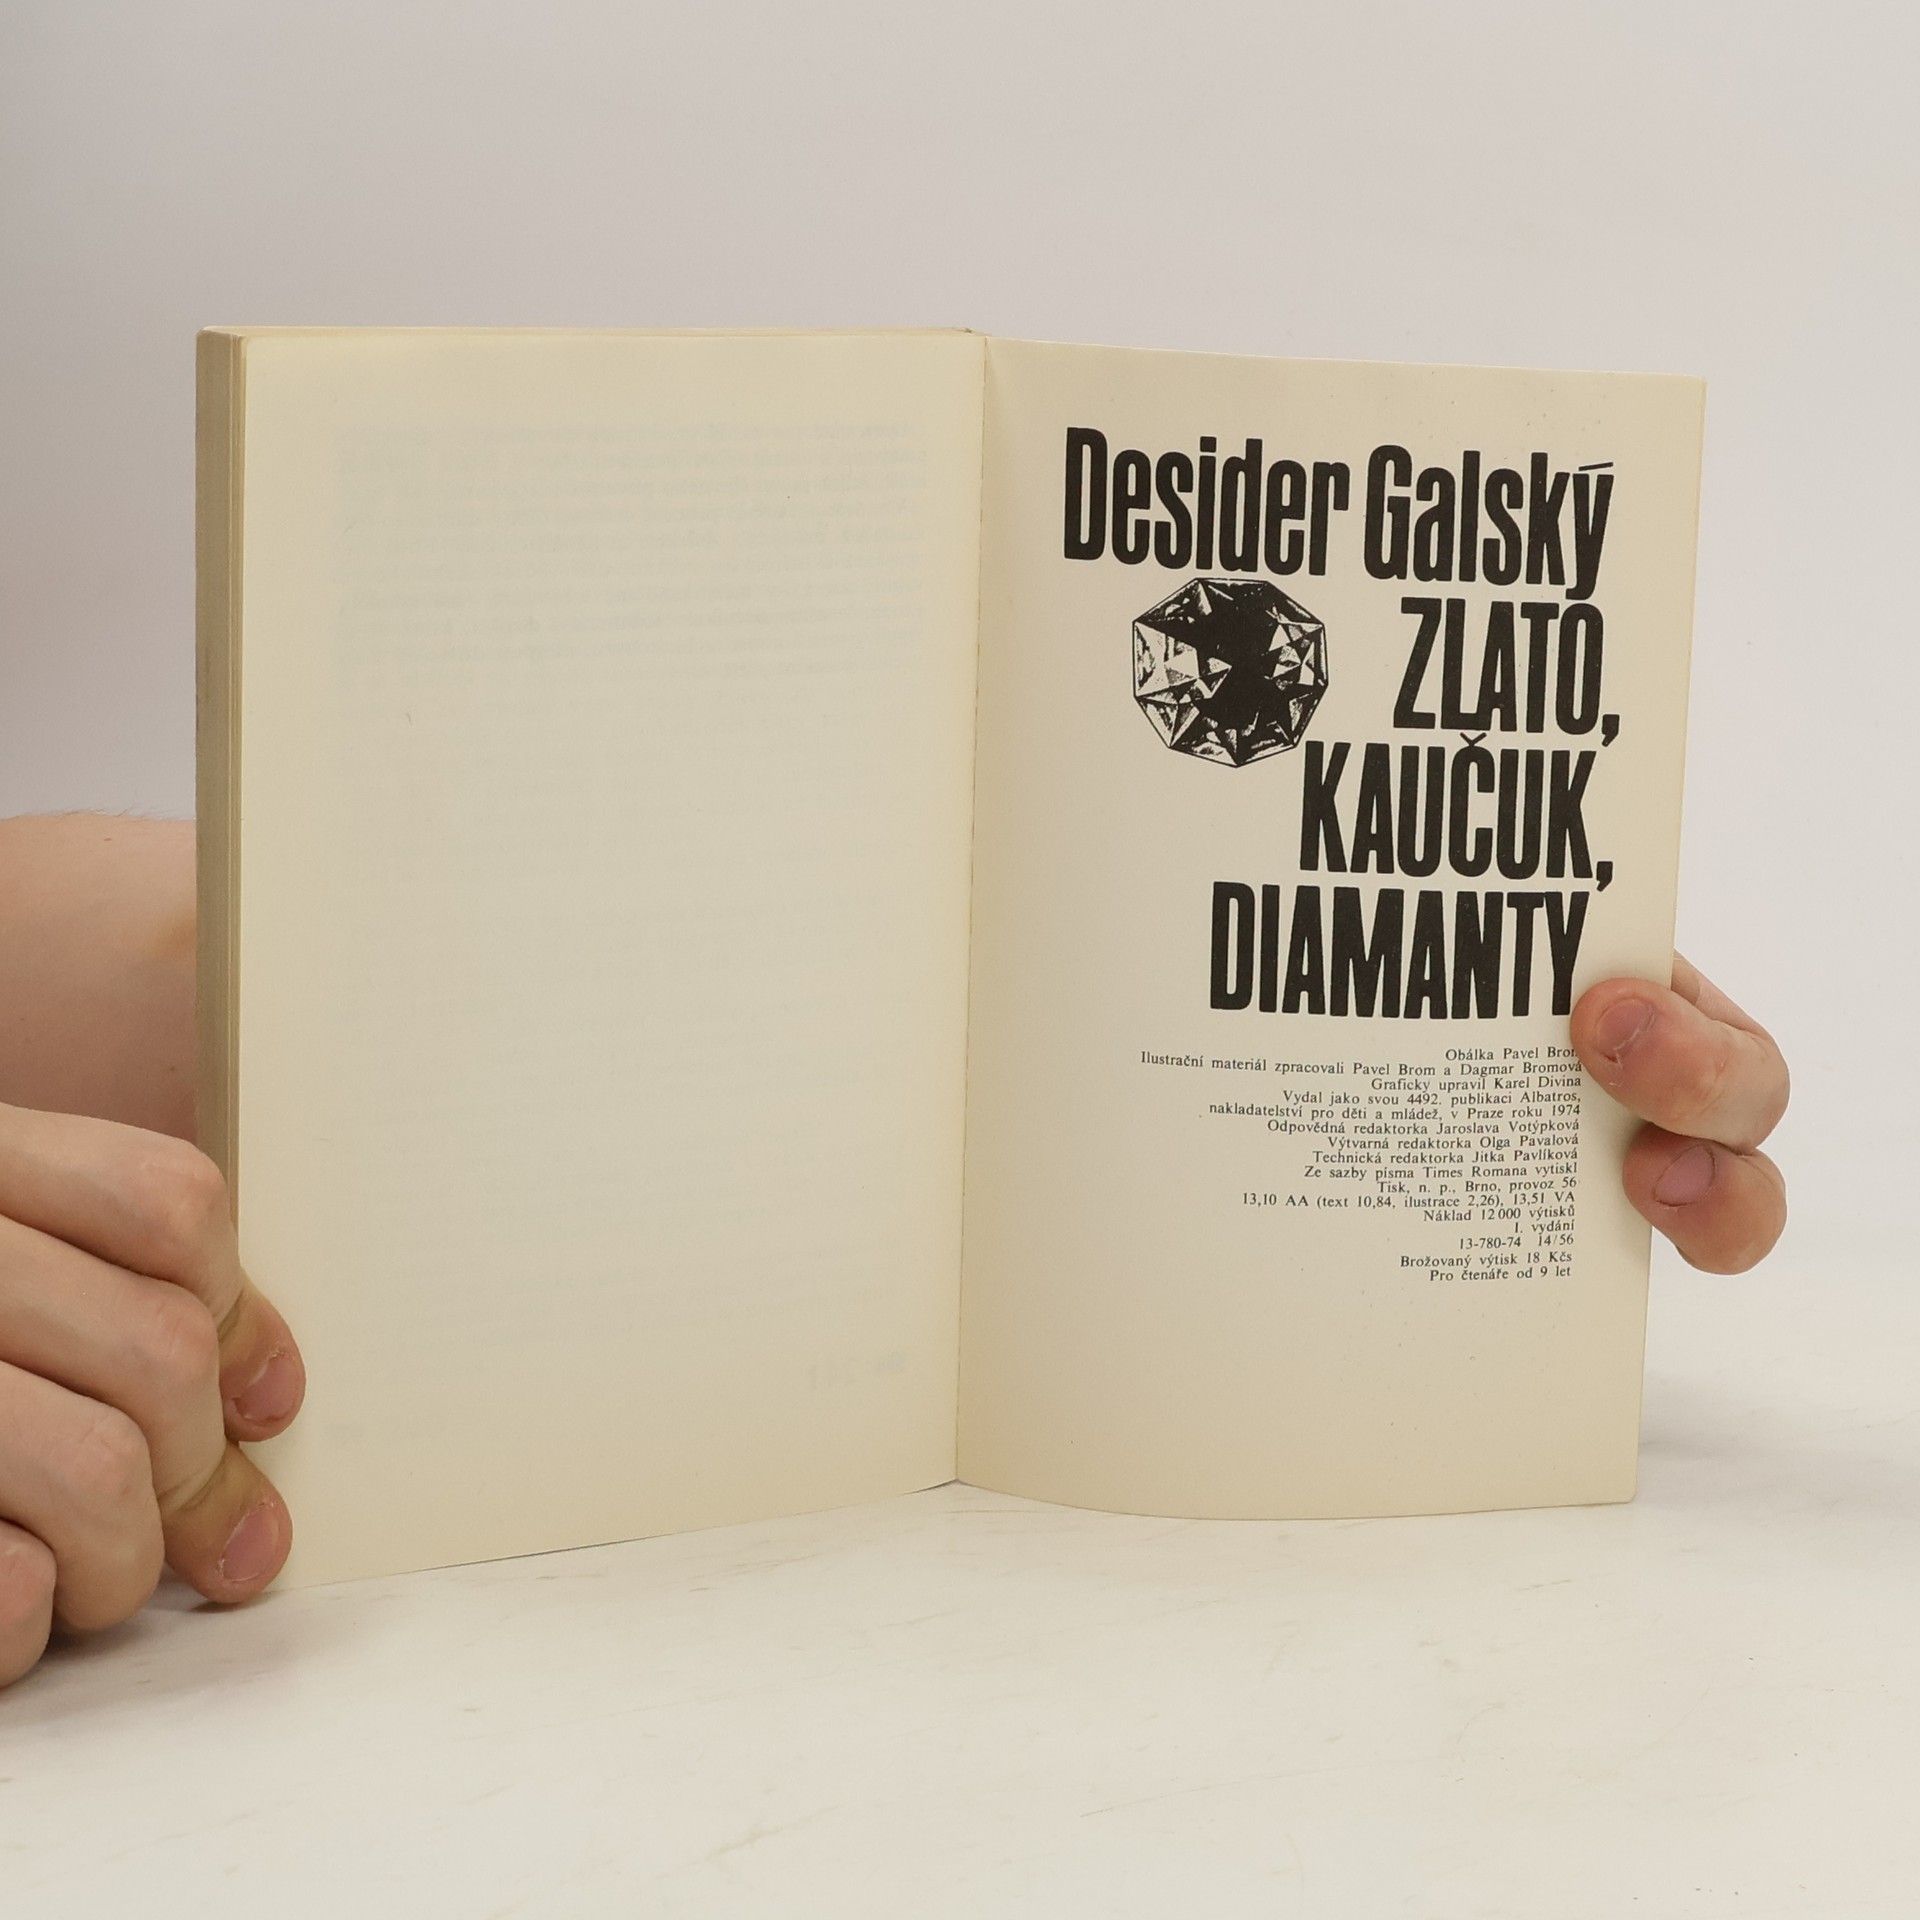 Desider Galský
ZLATO,
KAUČUK,
DIAMANTY
Obálka Pavel Brom
Ilustrační materiál zpracovali Pavel Brom a Dagmar Bromová
Graficky upravil Karel Divina
Vydal jako svou 4492. publikaci Albatros,
nakladatelství pro děti a mládež, v Praze roku 1974
Odpovědná redaktorka Jaroslava Votýpková
Výtvarná redaktorka Olga Pavalová
Technická redaktorka Jitka Pavlíková
Ze sazby písma Times Romana vytiskl
Tisk, n. p., Brno, provoz 56
13,10 AA (text 10,84, ilustrace 2,26), 13,51 VA
Náklad 12 000 výtisků
1. vydání
13-780-74 14/56
Brožovaný výtisk 18 Kčs
Pro čtenáře od 9 let